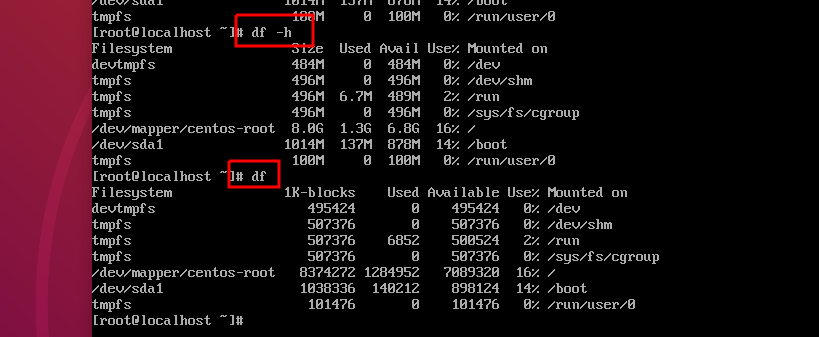 /dev/sda1 1014M 137M 878M 14% /boot
tmpfs 100M 0 100M 0% /run/user/0
[root@localhost ~]# df -h
Filesystem Size Used Avail Use% Mounted on
devtmpfs 484M 0 484M 0% /dev
tmpfs 496M 0 496M 0% /dev/shm
tmpfs 496M 6.7M 489M 2% /run
tmpfs 496M 0 496M 0% /sys/fs/cgroup
/dev/mapper/centos-root 8.0G 1.3G 6.8G 16% /
/dev/sda1 1014M 137M 878M 14% /boot
tmpfs 100M 0 100M 0% /run/user/0
[root@localhost ~]# df
Filesystem 1K-blocks Used Available Use% Mounted on
devtmpfs 495424 0 495424 0% /dev
tmpfs 507376 0 507376 0% /dev/shm
tmpfs 507376 6852 500524 2% /run
tmpfs 507376 0 507376 0% /sys/fs/cgroup
/dev/mapper/centos-root 8374272 1284952 7089320 16% /
/dev/sda1 1038336 140212 898124 14% /boot
tmpfs 101476 0 101476 0% /run/user/0
[root@localhost ~]#